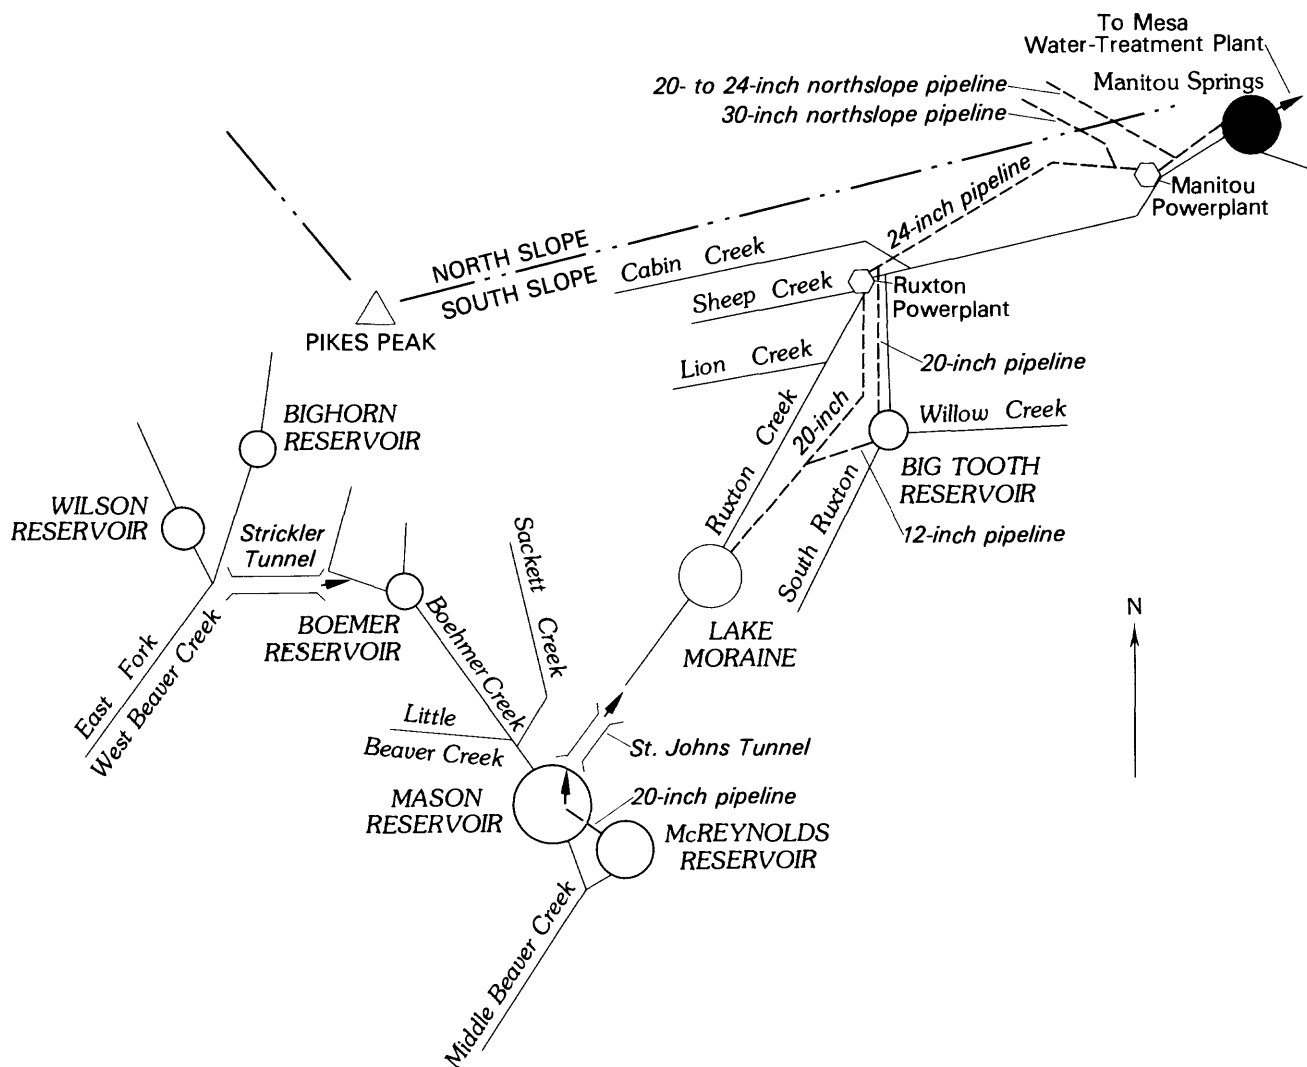 To Mesa
Water-Treatment Plant
20- to 24-inch northslope pipeline
Manitou Springs
30-inch northslope pipeline
24-inch pipeline
Manitou
Powerplant
NORTH SLOPE
SOUTH SLOPE
Cabin Creek
Sheep Creek
Ruxton
Powerplant
PIKES PEAK
Lion Creek
20-inch pipeline
BIGHORN
RESERVOIR
Ruxton Creek
20-inch
Willow Creek
BIG TOOTH
RESERVOIR
WILSON
RESERVOIR
Strickler
Tunnel
Sackett Creek
South Ruxton
12-inch pipeline
BOEMER
RESERVOIR
Boehmer Creek
LAKE
MORAINE
N
East Fork
West Beaver Creek
Little
Beaver Creek
St. Johns Tunnel
MASON
RESERVOIR
20-inch pipeline
McREYNOLDS
RESERVOIR
Middle Beaver Creek